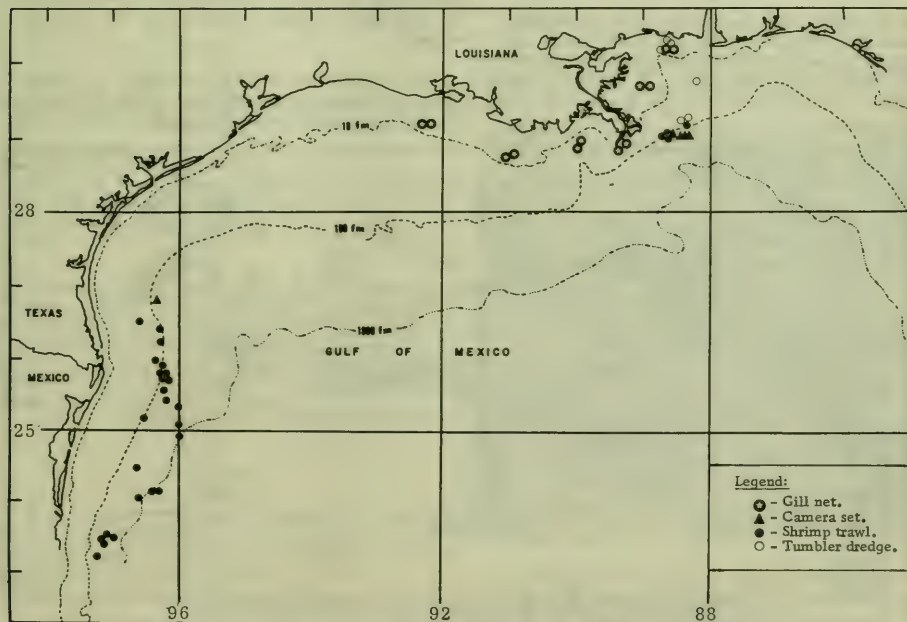 LOUISIANA
10 fm
28
100 fm
TEXAS
1000 fm
GULF OF MEXICO
MEXICO
25
Legend:
- Gill net.
- Camera set.
- Shrimp trawl.
- Tumbler dredge.
96
92
88